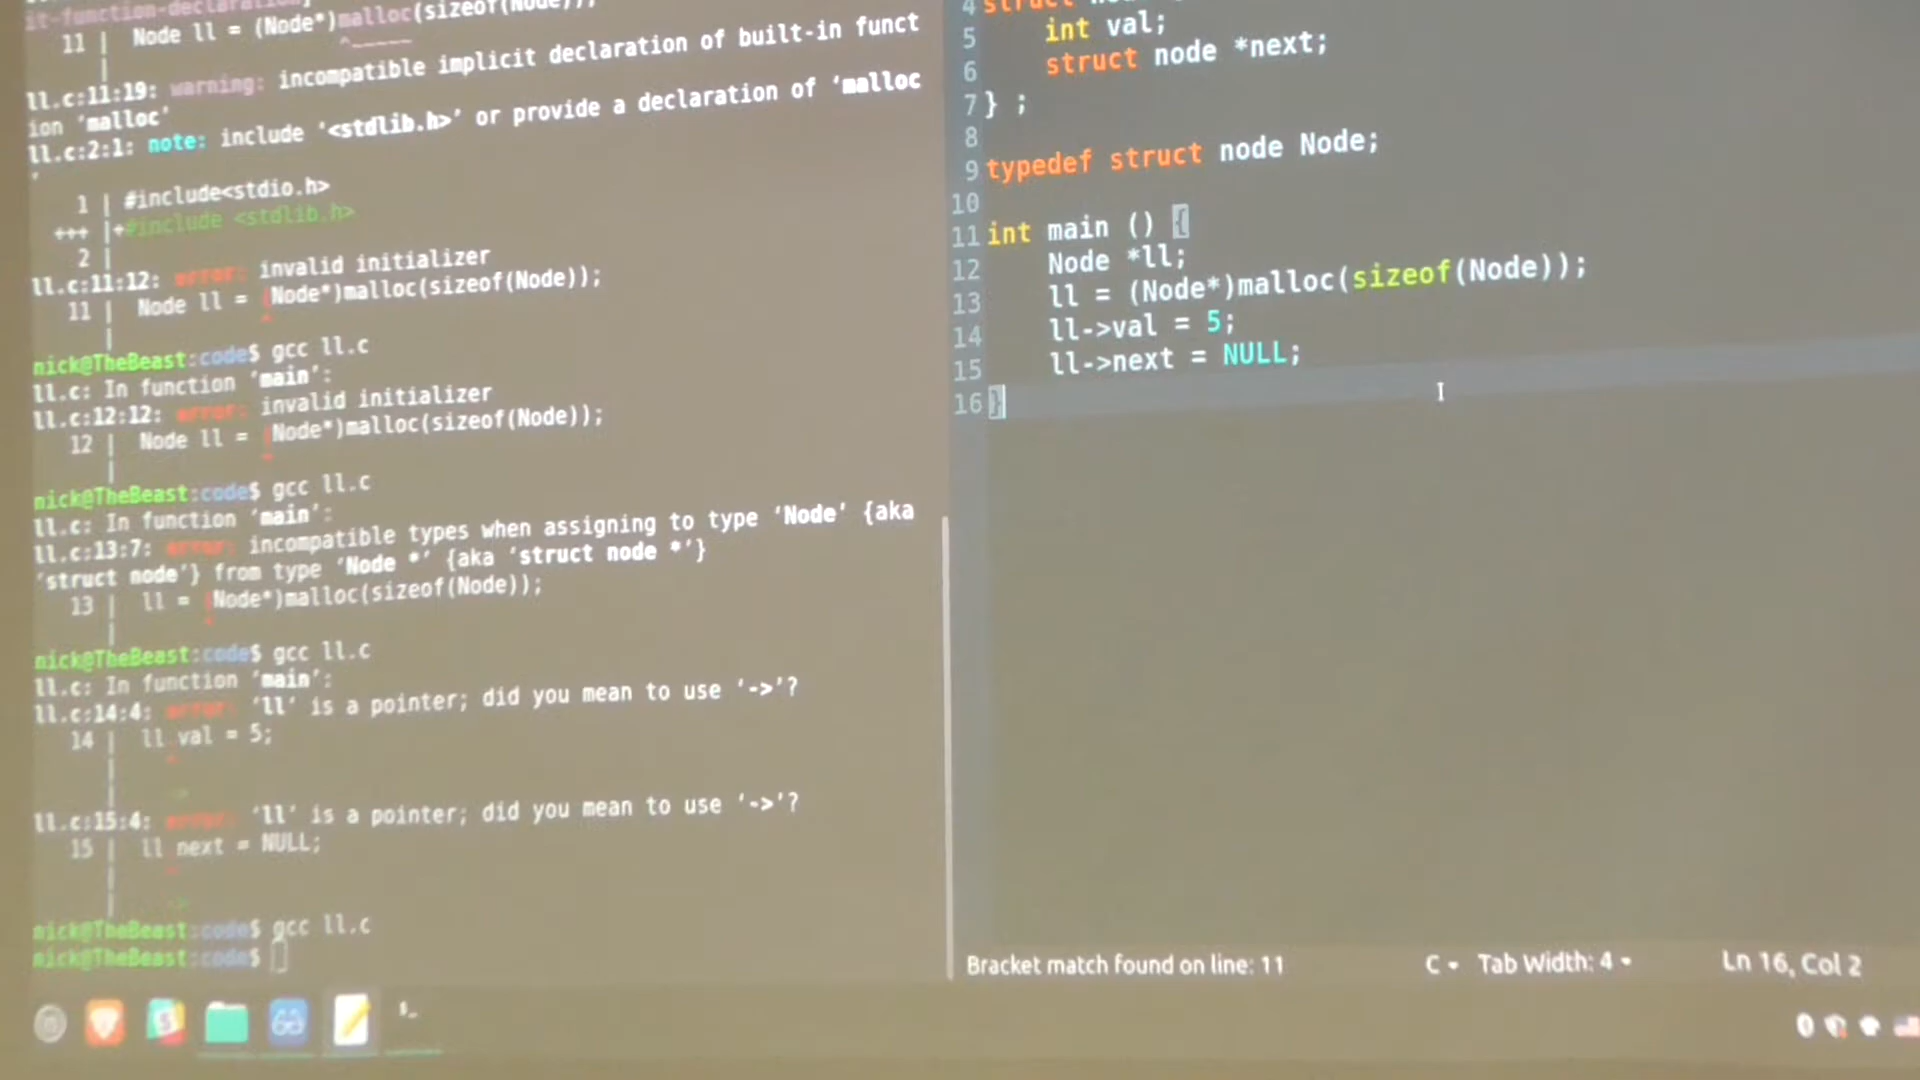 it-function-declaration]
11 | Node ll = (Node*)malloc(sizeof(Node));
| ^~~~~~
ll.c:11:19: warning: incompatible implicit declaration of built-in funct
ion ‘malloc’
ll.c:2:1: note: include ‘<stdlib.h>’ or provide a declaration of ‘malloc
’
1 | #include<stdio.h>
+++ |+#include <stdlib.h>
2 |
ll.c:11:12: error: invalid initializer
11 | Node ll = (Node*)malloc(sizeof(Node));
| ^
nick@TheBeast:code$ gcc ll.c
ll.c: In function ‘main’:
ll.c:12:12: error: invalid initializer
12 | Node ll = (Node*)malloc(sizeof(Node));
| ^
nick@TheBeast:code$ gcc ll.c
ll.c: In function ‘main’:
ll.c:13:7: error: incompatible types when assigning to type ‘Node’ {aka
‘struct node’} from type ‘Node *’ {aka ‘struct node *’}
13 | ll = (Node*)malloc(sizeof(Node));
| ^
nick@TheBeast:code$ gcc ll.c
ll.c: In function ‘main’:
ll.c:14:4: error: ‘ll’ is a pointer; did you mean to use ‘->’?
14 | ll.val = 5;
| ^
| ->
ll.c:15:4: error: ‘ll’ is a pointer; did you mean to use ‘->’?
15 | ll.next = NULL;
| ^
| ->
nick@TheBeast:code$ gcc ll.c
nick@TheBeast:code$
4 struct
5 int val;
6 struct node *next;
7 } ;
8
9 typedef struct node Node;
10
11 int main () {
12 Node *ll;
13 ll = (Node*)malloc(sizeof(Node));
14 ll->val = 5;
15 ll->next = NULL;
16 }
Bracket match found on line: 11 C Tab Width: 4 Ln 16, Col 2